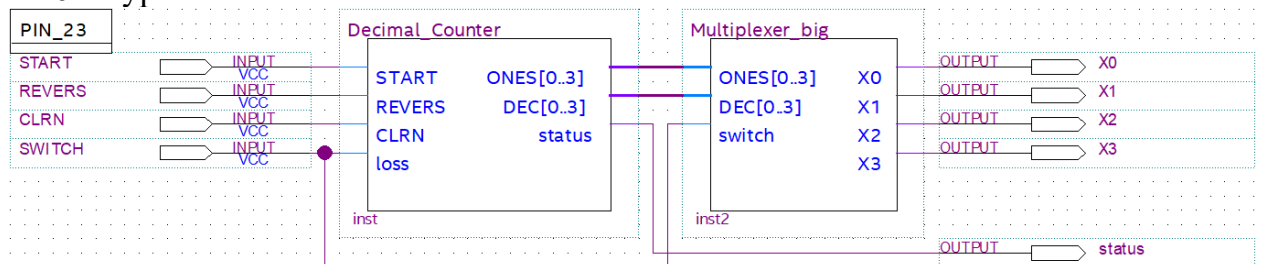 PIN_23
START INPUT VCC
REVERS INPUT VCC
CLRN INPUT VCC
SWITCH INPUT VCC
Decimal_Counter
START ONES[0..3]
REVERS DEC[0..3]
CLRN status
loss
inst
Multiplexer_big
ONES[0..3] X0
DEC[0..3] X1
switch X2
X3
inst2
OUTPUT X0
OUTPUT X1
OUTPUT X2
OUTPUT X3
OUTPUT status